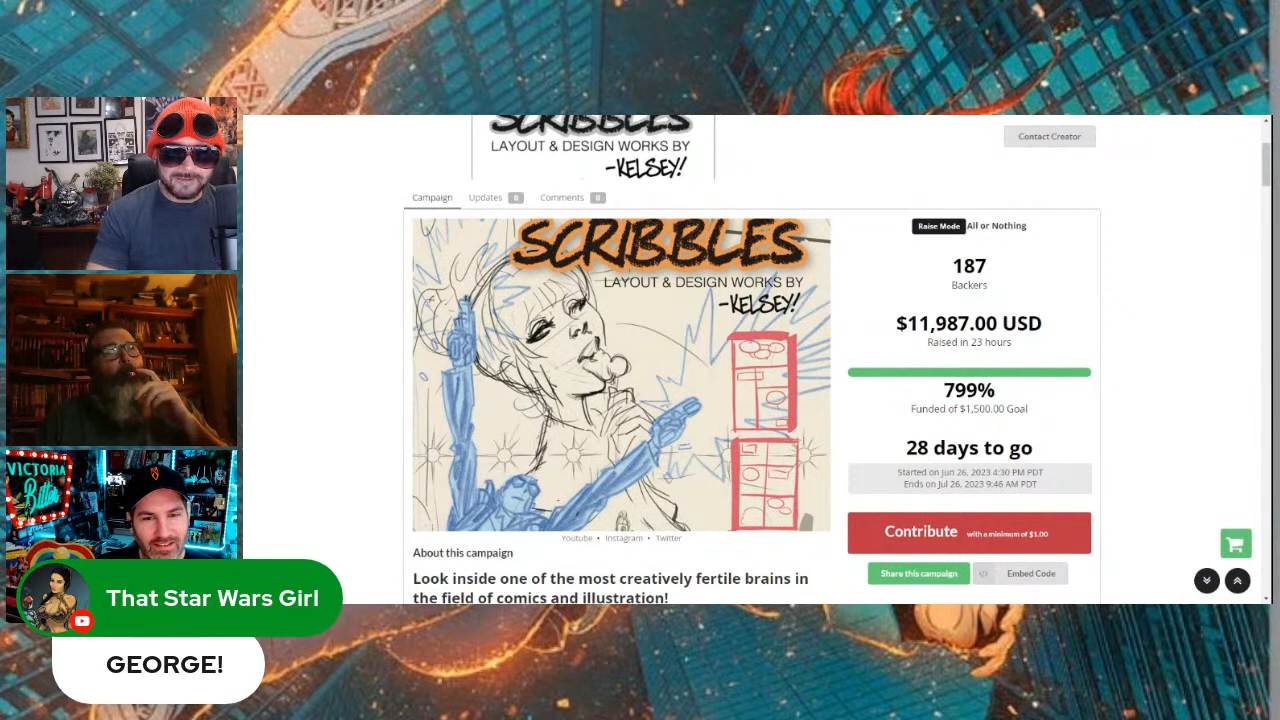 SCRIBBLES
LAYOUT & DESIGN WORKS BY
-KELSEY!
Contact Creator
Campaign
Updates 0
Comments 0
SCRIBBLES
LAYOUT & DESIGN WORKS BY
-KELSEY!
Raise Mode All or Nothing
187
Backers
$11,987.00 USD
Raised in 23 hours
799%
Funded of $1,500.00 Goal
28 days to go
Started on Jun 26, 2023 4:30 PM PDT
Ends on Jul 26, 2023 9:46 AM PDT
Contribute with a minimum of $1.00
Share this campaign
</> Embed Code
Youtube • Instagram • Twitter
About this campaign
Look inside one of the most creatively fertile brains in
the field of comics and illustration!
VICTORIA
Bitter
That Star Wars Girl
GEORGE!